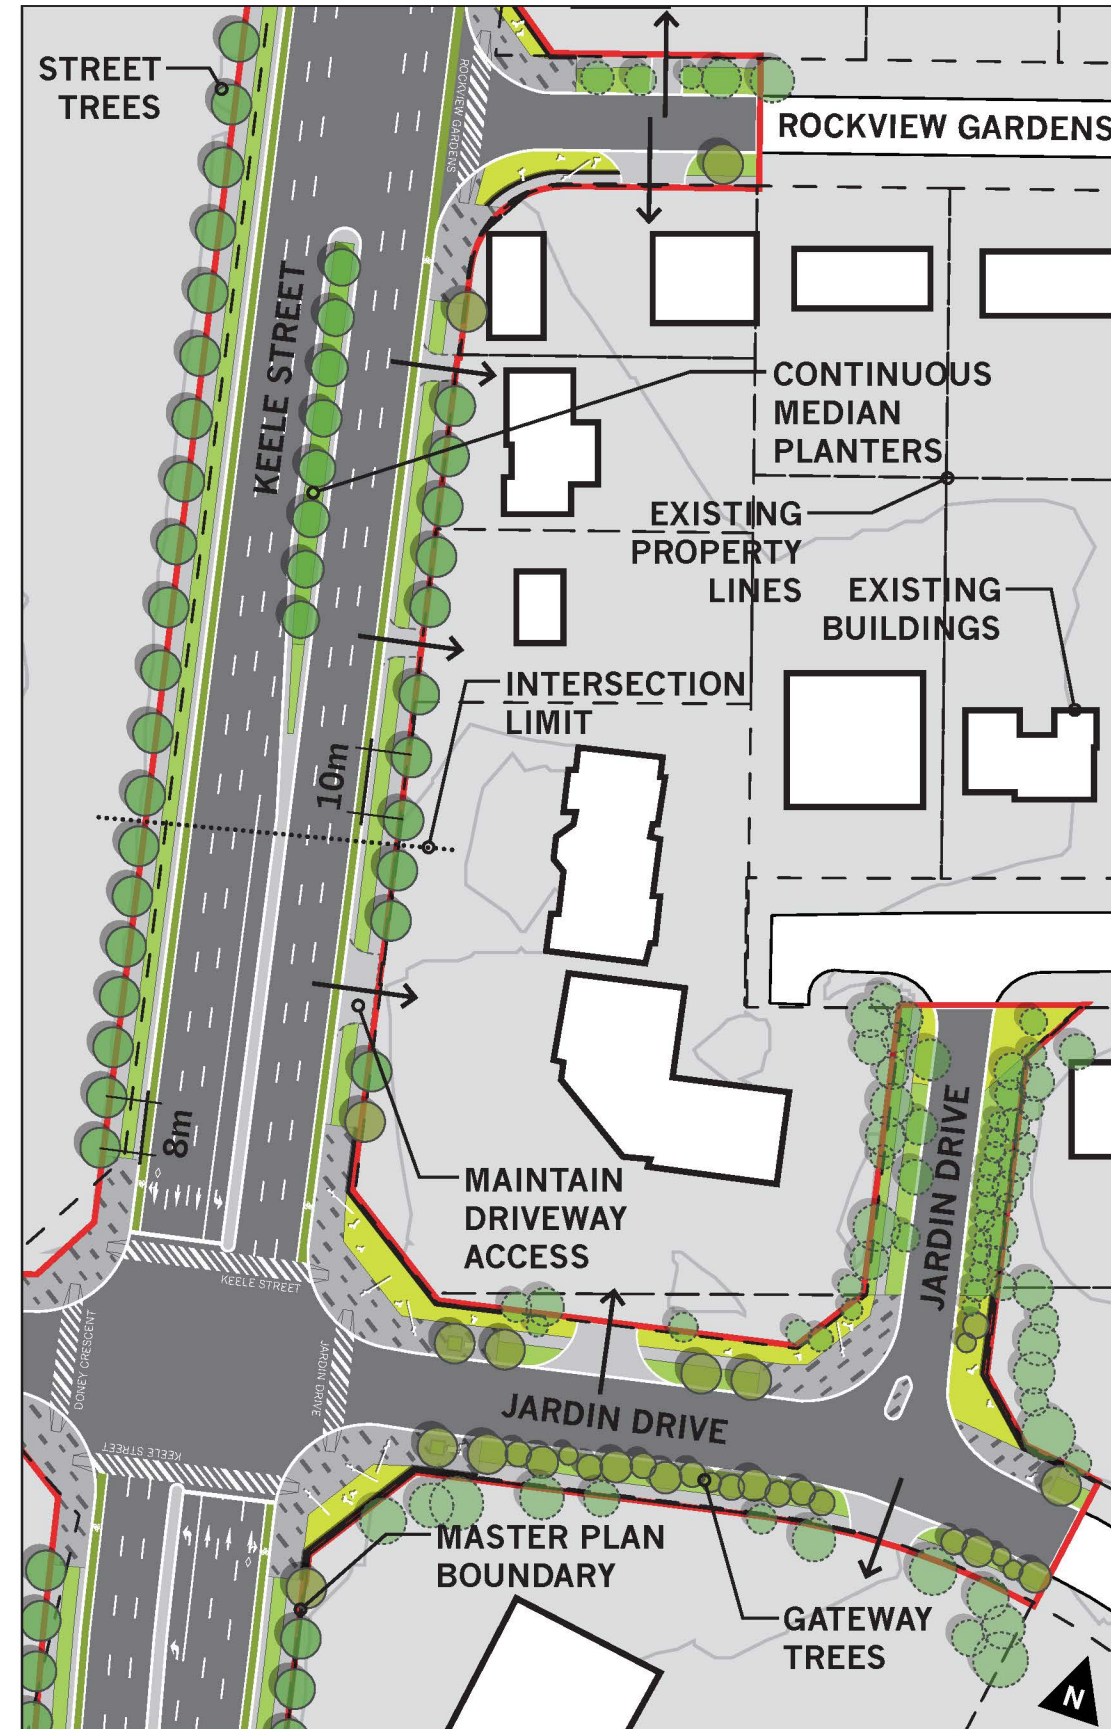 STREET
TREES
ROCKVIEW GARDENS
ROCKVIEW GARDENS
KEELE STREET
CONTINUOUS
MEDIAN
PLANTERS
EXISTING
PROPERTY
LINES
EXISTING
BUILDINGS
INTERSECTION
LIMIT
10m
8m
MAINTAIN
DRIVEWAY
ACCESS
JARDIN DRIVE
KEELE STREET
DONEY CRESCENT
JARDIN DRIVE
JARDIN DRIVE
KEELE STREET
MASTER PLAN
BOUNDARY
GATEWAY
TREES
N